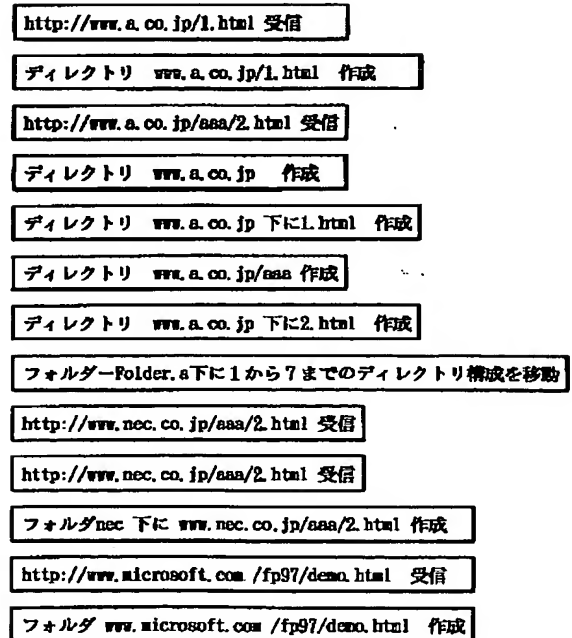 http://www.a.co.jp/1.html 受信
ディレクトリ www.a.co.jp/1.html 作成
http://www.a.co.jp/aaa/2.html 受信
ディレクトリ www.a.co.jp 作成
ディレクトリ www.a.co.jp 下に1.html 作成
ディレクトリ www.a.co.jp/aaa 作成
ディレクトリ www.a.co.jp 下に2.html 作成
フォルダーFolder.a下に1から7までのディレクトリ構成を移動
http://www.nec.co.jp/aaa/2.html 受信
http://www.nec.co.jp/aaa/2.html 受信
フォルダnec 下に www.nec.co.jp/aaa/2.html 作成
http://www.microsoft.com /fp97/demo.html 受信
フォルダ www.microsoft.com /fp97/demo.html 作成